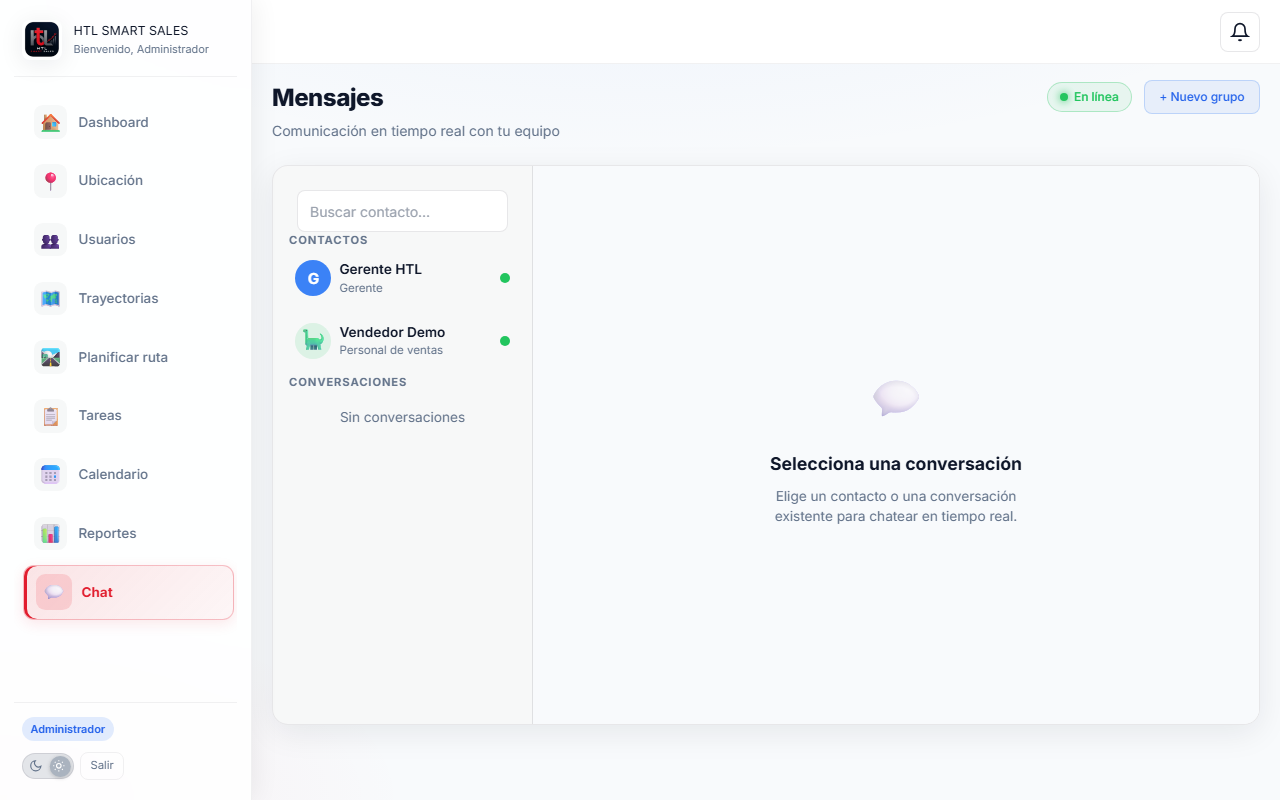 HTL SMART SALES
Bienvenido, Administrador
Dashboard
Ubicación
Usuarios
Trayectorias
Planificar ruta
Tareas
Calendario
Reportes
Chat
Administrador
Salir
Mensajes
Comunicación en tiempo real con tu equipo
En línea
+ Nuevo grupo
Buscar contacto...
CONTACTOS
G
Gerente HTL
Gerente
Vendedor Demo
Personal de ventas
CONVERSACIONES
Sin conversaciones
Selecciona una conversación
Elige un contacto o una conversación
existente para chatear en tiempo real.